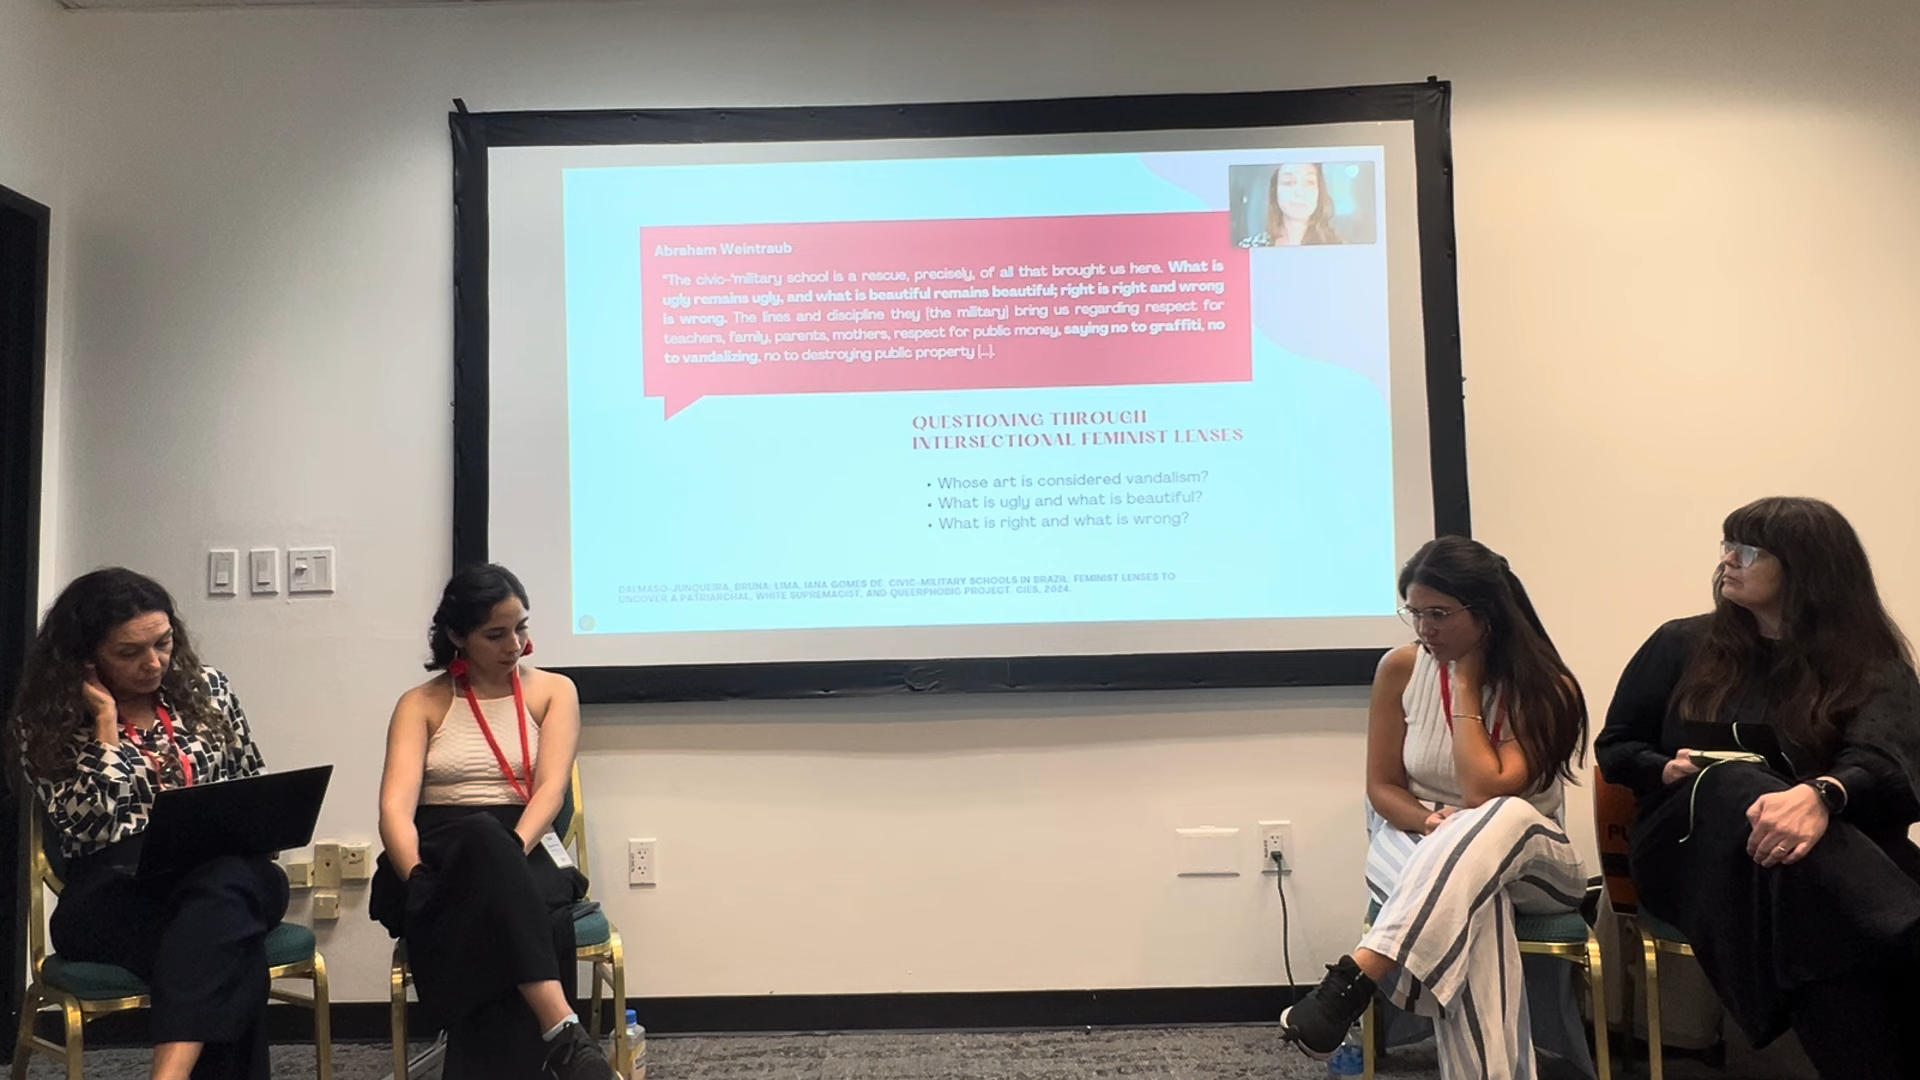 Abraham Weintraub
"The civic-"military school is a rescue, precisely, of all that brought us here. What is
ugly remains ugly, and what is beautiful remains beautiful; right is right and wrong
is wrong. The lines and discipline they [the military] bring us regarding respect for
teachers, family, parents, mothers, respect for public money, saying no to graffiti, no
to vandalizing, no to destroying public property [...].
QUESTIONING THROUGH
INTERSECTIONAL FEMINIST LENSES
• Whose art is considered vandalism?
• What is ugly and what is beautiful?
• What is right and what is wrong?
DALMASO-JUNQUEIRA, BRUNA; LIMA, IANA GOMES DE. CIVIC-MILITARY SCHOOLS IN BRAZIL: FEMINIST LENSES TO
UNCOVER A PATRIARCHAL, WHITE SUPREMACIST, AND QUEERPHOBIC PROJECT. CIES, 2024.